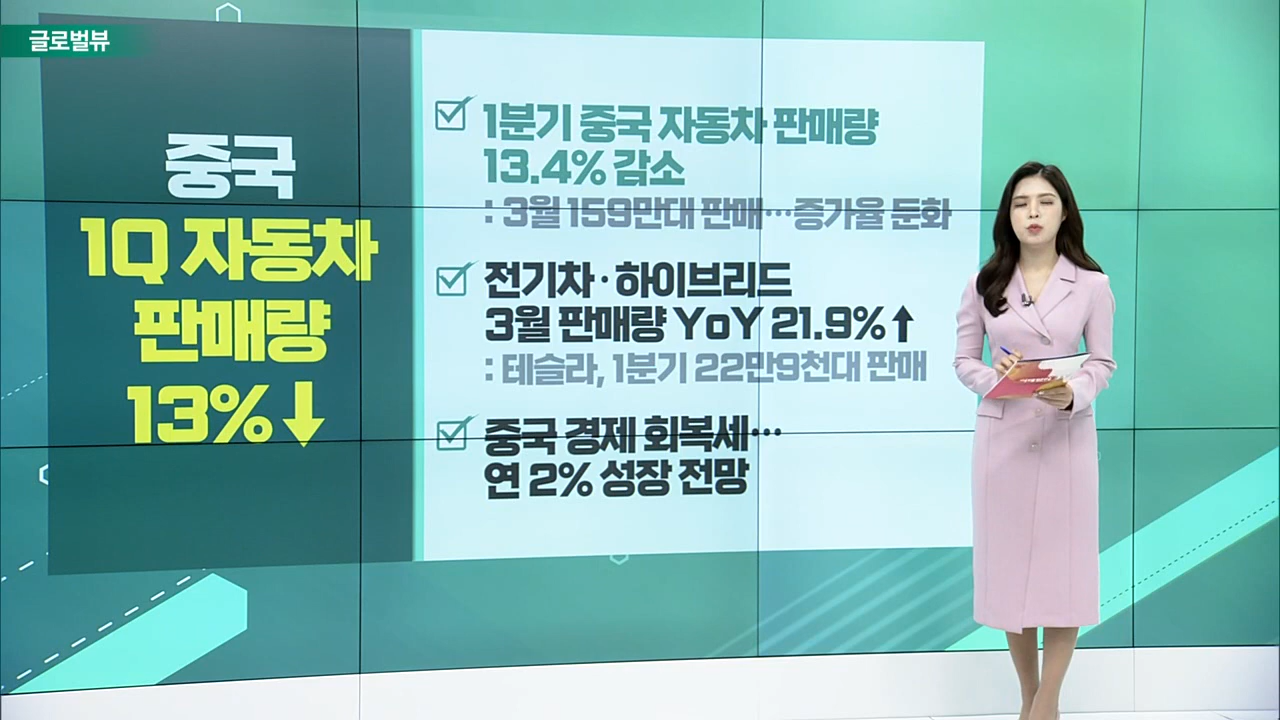 글로벌뷰
중국
1Q 자동차
판매량
13%↓
1분기 중국 자동차 판매량
13.4% 감소
: 3월 159만대 판매…증가율 둔화
전기차·하이브리드
3월 판매량 YoY 21.9%↑
: 테슬라, 1분기 22만9천대 판매
중국 경제 회복세…
연 2% 성장 전망